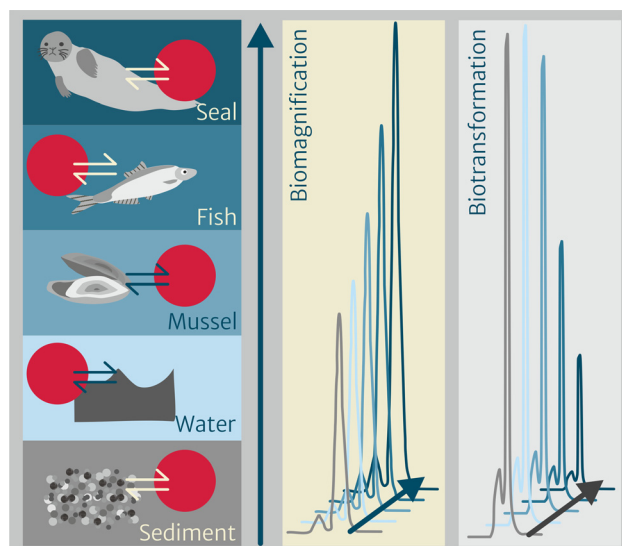 Seal
Fish
Mussel
Water
Sediment
Biomagnification
Biotransformation